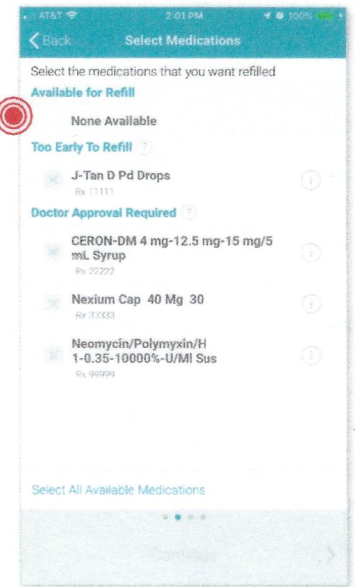 AT&T 2:01 PM 100%
Back Select Medications
Select the medications that you want refilled
Available for Refill
None Available
Too Early To Refill ?
J-Tan D Pd Drops
Rx 11111
Doctor Approval Required ?
CERON-DM 4 mg-12.5 mg-15 mg/5
mL Syrup
Rx 22222
Nexium Cap 40 Mg 30
Rx 33333
Neomycin/Polymyxin/H
1-0.35-10000%-U/Ml Sus
Rx 99999
Select All Available Medications
Continue